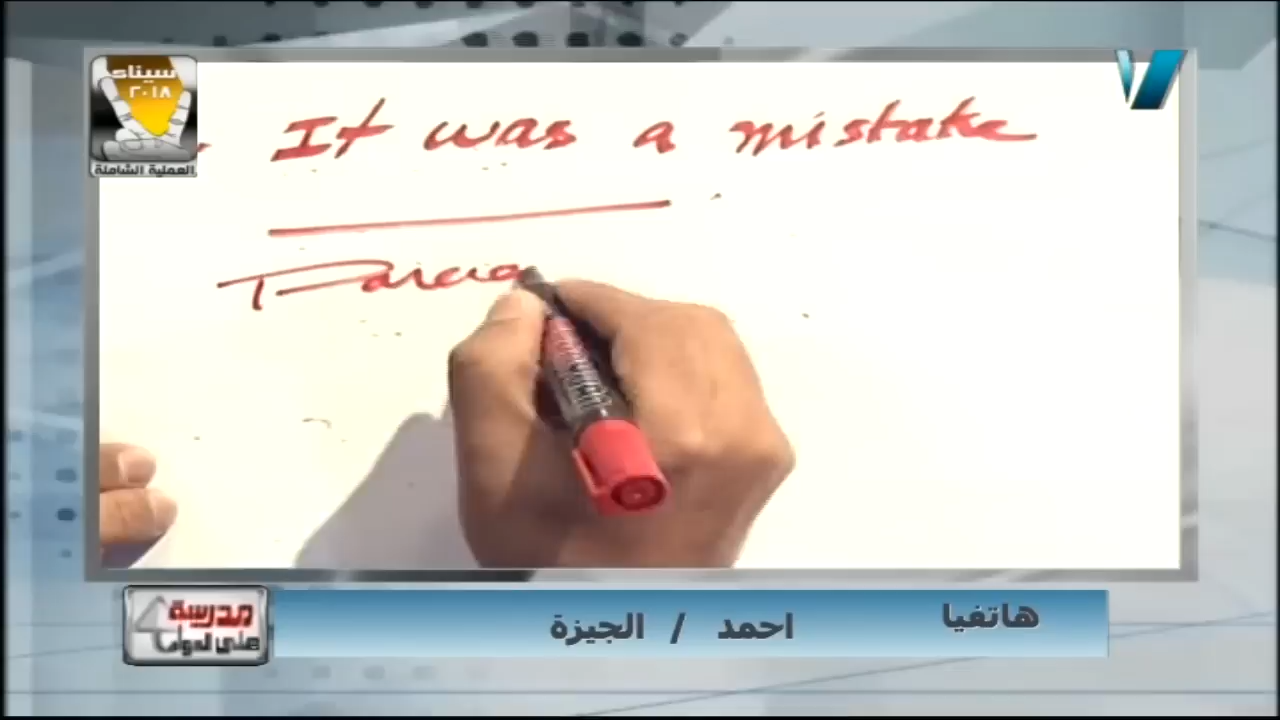 سيناء
٢٠١٨
العملية الشاملة
It was a mistake
هاتفيا
احمد / الجيزة
مدرسة
على الهواء